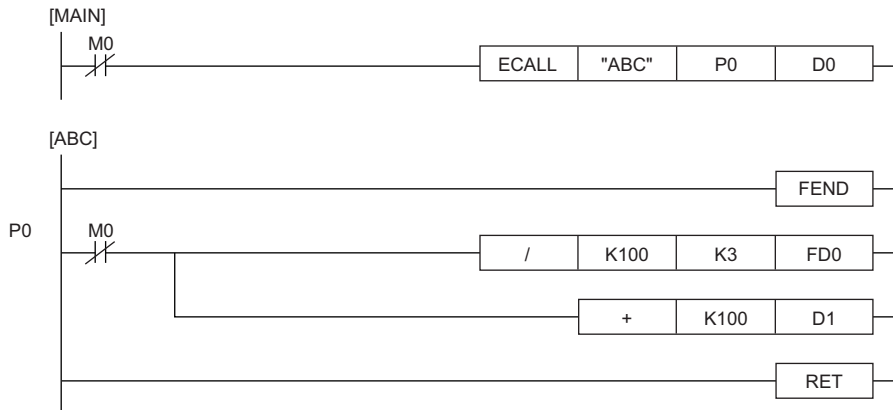 [MAIN]
M0
ECALL "ABC" P0 D0
[ABC]
FEND
P0 M0
/ K100 K3 FD0
+ K100 D1
RET